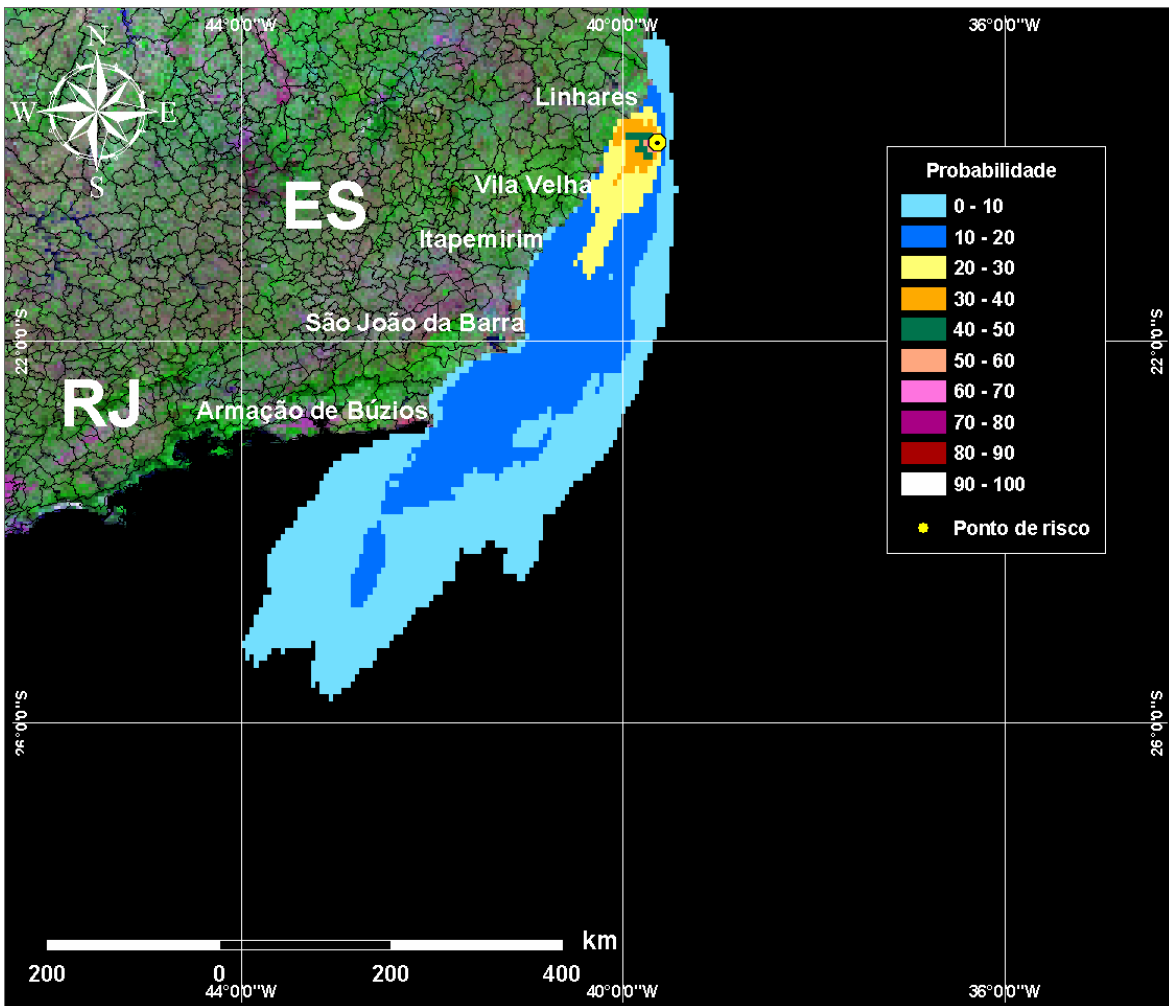 44°0'0"W
40°0'0"W
36°0'0"W
N
W
E
S
Linhares
Vila Velha
ES
Itapemirim
São João da Barra
Armação de Búzios
RJ
22°0'0"S
22°0'0"S
26°0'0"S
26°0'0"S
Probabilidade
0 - 10
10 - 20
20 - 30
30 - 40
40 - 50
50 - 60
60 - 70
70 - 80
80 - 90
90 - 100
Ponto de risco
km
200 0 200 400
44°0'0"W
40°0'0"W
36°0'0"W